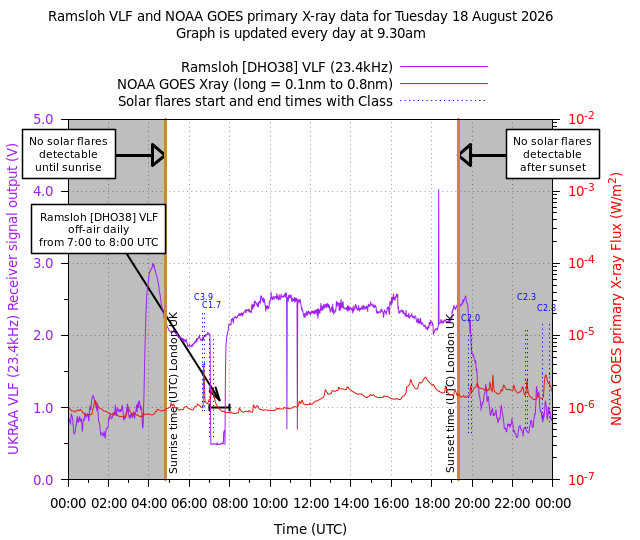 Ramsloh VLF and NOAA GOES primary X-ray data for Tuesday 18 August 2026
Graph is updated every day at 9.30am
Ramsloh [DHO38] VLF (23.4kHz)
NOAA GOES Xray (long = 0.1nm to 0.8nm)
Solar flares start and end times with Class
5.0
4.0
3.0
2.0
1.0
0.0
UKRAA VLF (23.4kHz) Receiver signal output (V)
No solar flares
detectable
until sunrise
Ramsloh [DHO38] VLF
off-air daily
from 7:00 to 8:00 UTC
Sunrise time (UTC) London UK
C3.9
C1.7
Sunset time (UTC) London UK
C2.0
C2.3
C2.3
No solar flares
detectable
after sunset
10-2
10-3
10-4
10-5
10-6
10-7
NOAA GOES primary X-ray Flux (W/m2)
00:00 02:00 04:00 06:00 08:00 10:00 12:00 14:00 16:00 18:00 20:00 22:00 00:00
Time (UTC)